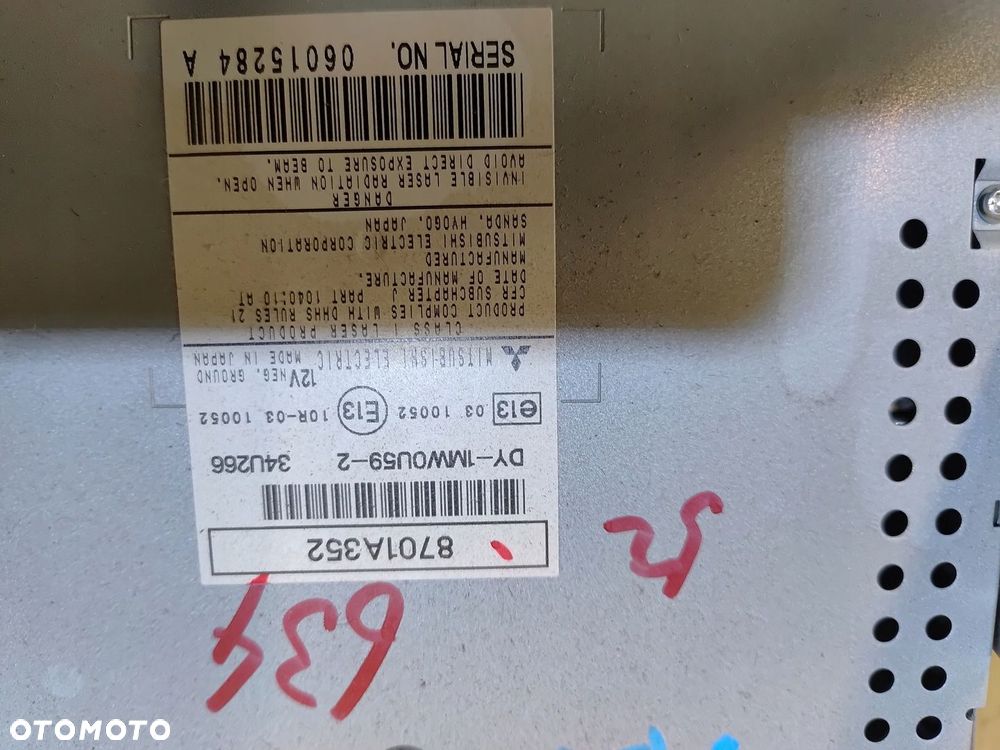 8701A352
DY-1MW0U59-2 34U266
e13 03 10052 E13 10R-03 10052
12V NEG. GROUND
MITSUBISHI ELECTRIC MADE IN JAPAN
CLASS 1 LASER PRODUCT
PRODUCT COMPLIES WITH DHHS RULES 21
CFR SUBCHAPTER J PART 1040.10 AT
DATE OF MANUFACTURE.
MANUFACTURED
MITSUBISHI ELECTRIC CORPORATION
SANDA, HYOGO, JAPAN
DANGER
INVISIBLE LASER RADIATION WHEN OPEN.
AVOID DIRECT EXPOSURE TO BEAM.
SERIAL NO. 06015284 A
634
OTOMOTO